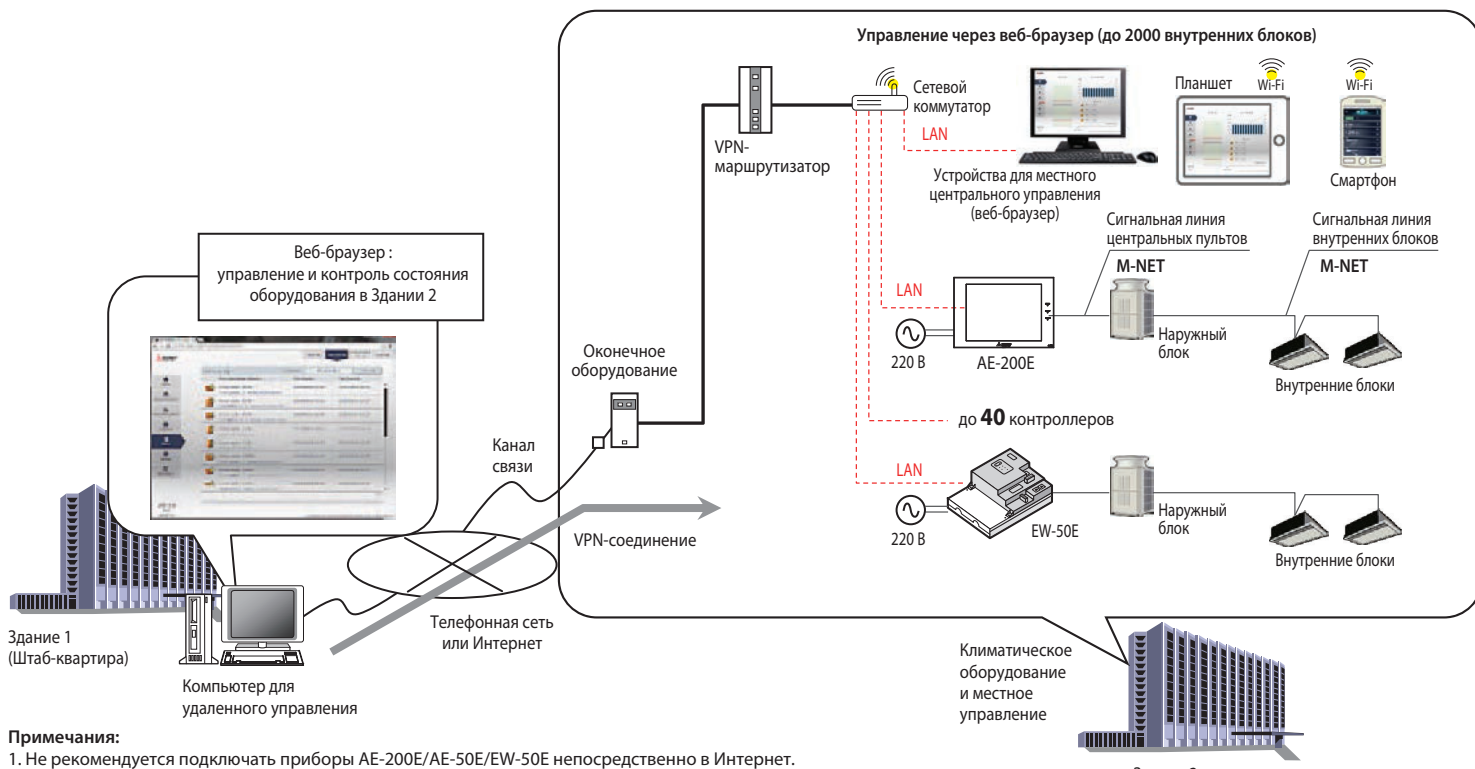 Управление через веб-браузер (до 2000 внутренних блоков)
Сетевой
коммутатор
LAN
VPN-
маршрутизатор
Планшет
Wi-Fi
Wi-Fi
Смартфон
Устройства для местного
центрального управления
(веб-браузер)
Сигнальная линия
центральных пультов
M-NET
Сигнальная линия
внутренних блоков
M-NET
Веб-браузер :
управление и контроль состояния
оборудования в Здании 2
LAN
220 В
AE-200E
Наружный
блок
Внутренние блоки
Оконечное
оборудование
до 40 контроллеров
Канал
связи
LAN
220 В
EW-50E
Наружный
блок
Внутренние блоки
VPN-соединение
Телефонная сеть
или Интернет
Здание 1
(Штаб-квартира)
Компьютер для
удаленного управления
Климатическое
оборудование
и местное
управление
Примечания:
1. Не рекомендуется подключать приборы AE-200E/AE-50E/EW-50E непосредственно в Интернет.